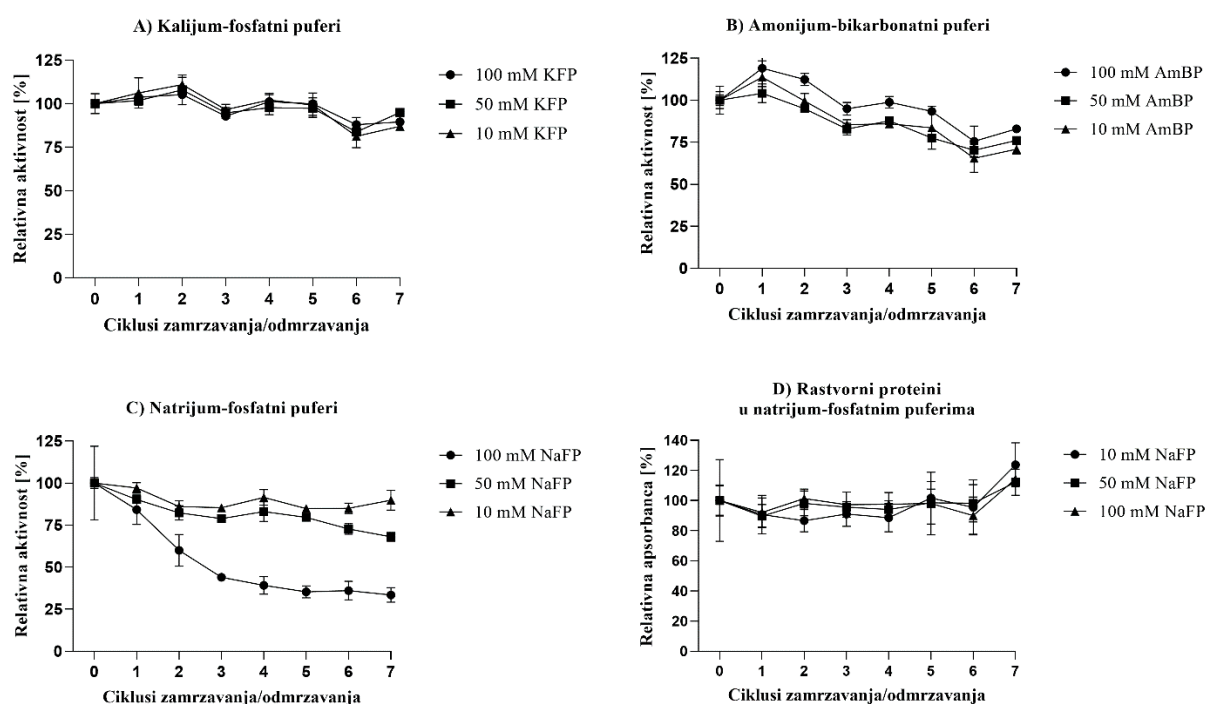 A) Kalijum-fosfatni puferi
Relativna aktivnost [%]
125
100
75
50
25
0
0 1 2 3 4 5 6 7
Ciklusi zamrzavanja/odmrzavanja
100 mM KFP
50 mM KFP
10 mM KFP
B) Amonijum-bikarbonatni puferi
Relativna aktivnost [%]
125
100
75
50
25
0
0 1 2 3 4 5 6 7
Ciklusi zamrzavanja/odmrzavanja
100 mM AmBP
50 mM AmBP
10 mM AmBP
C) Natrijum-fosfatni puferi
Relativna aktivnost [%]
125
100
75
50
25
0
0 1 2 3 4 5 6 7
Ciklusi zamrzavanja/odmrzavanja
100 mM NaFP
50 mM NaFP
10 mM NaFP
D) Rastvorni proteini
u natrijum-fosfatnim puferima
Relativna apsorbanca [%]
140
120
100
80
60
40
20
0
0 1 2 3 4 5 6 7
Ciklusi zamrzavanja/odmrzavanja
10 mM NaFP
50 mM NaFP
100 mM NaFP